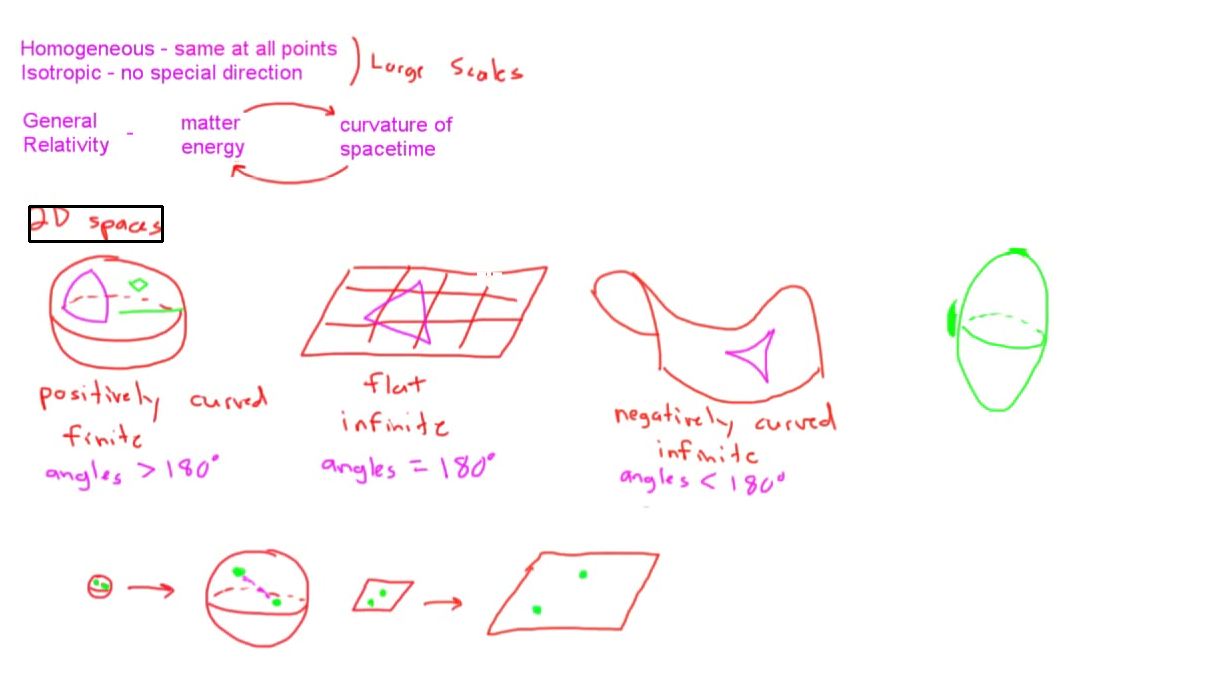 Homogeneous - same at all points
Isotropic - no special direction
Large Scales
General
Relativity
-
matter
energy
curvature of
spacetime
2D spaces
positively curved
finite
angles > 180°
flat
infinite
angles = 180°
negatively curved
infinite
angles < 180°